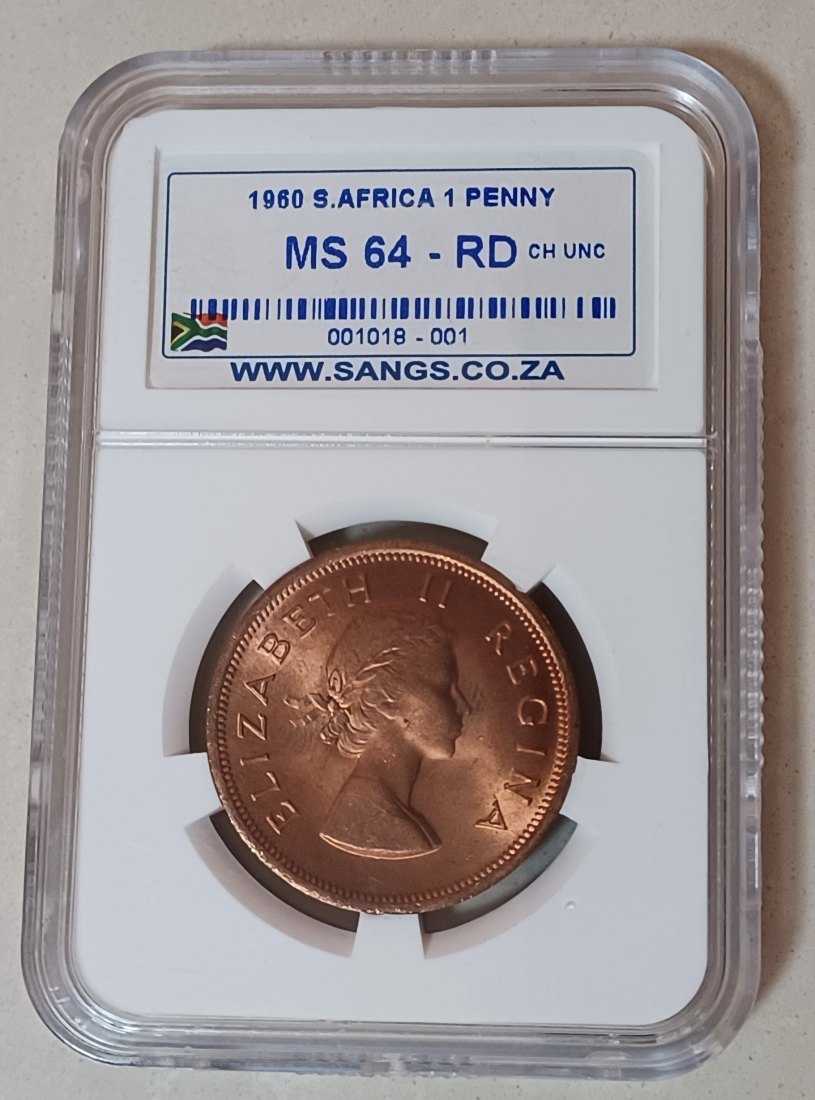 1960 S.AFRICA 1 PENNY
MS 64 - RD CH UNC
001018 - 001
WWW.SANGS.CO.ZA
ELIZABETH II REGINA